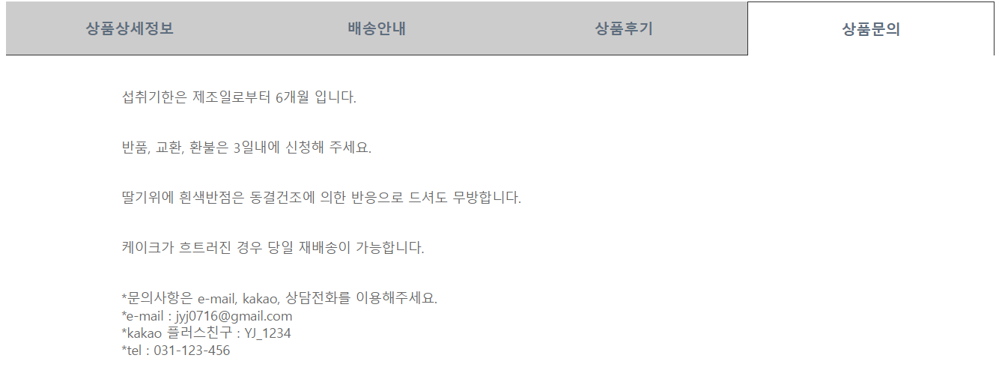 상품상세정보 배송안내 상품후기 상품문의
섭취기한은 제조일로부터 6개월 입니다.
반품, 교환, 환불은 3일내에 신청해 주세요.
딸기위에 흰색반점은 동결건조에 의한 반응으로 드셔도 무방합니다.
케이크가 흐트러진 경우 당일 재배송이 가능합니다.
*문의사항은 e-mail, kakao, 상담전화를 이용해주세요.
*e-mail : jyj0716@gmail.com
*kakao 플러스친구 : YJ_1234
*tel : 031-123-456